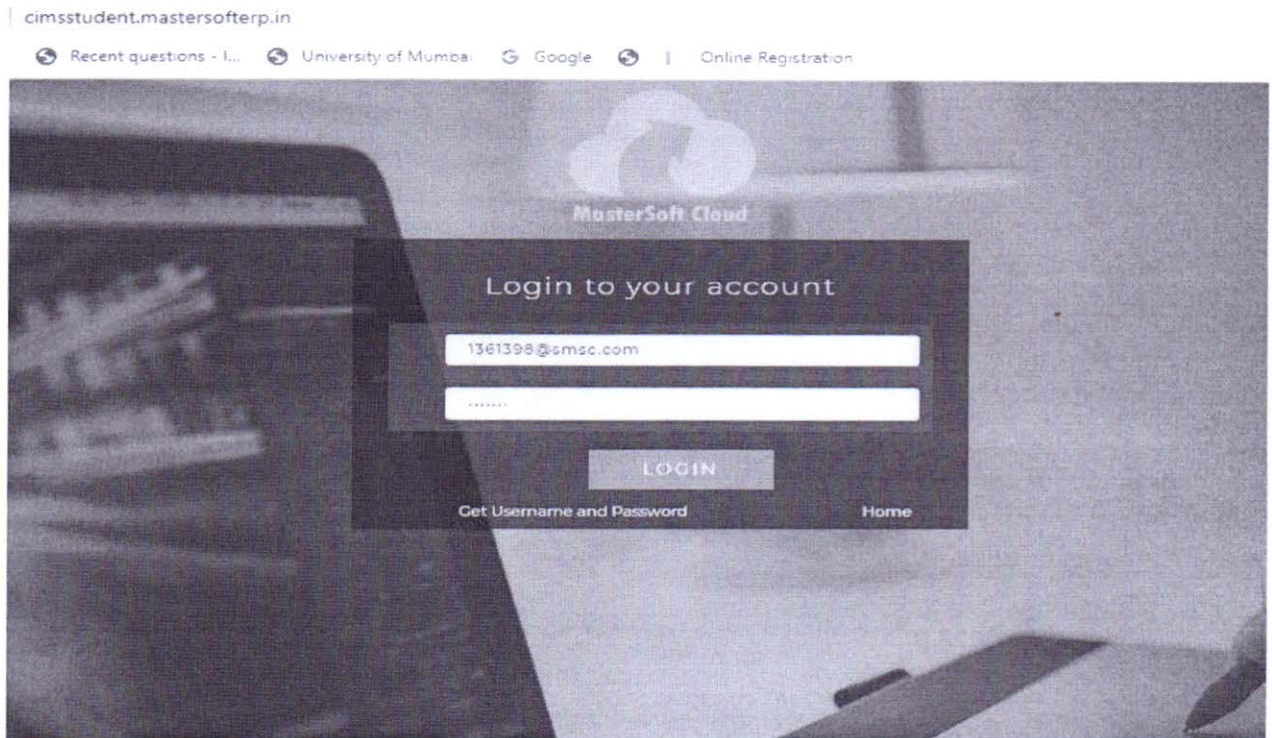 cimsstudent.mastersofterp.in
Recent questions - I... University of Mumbai Google | Online Registration
MasterSoft Cloud
Login to your account
1361398@smsc.com
.......
LOGIN
Get Username and Password Home